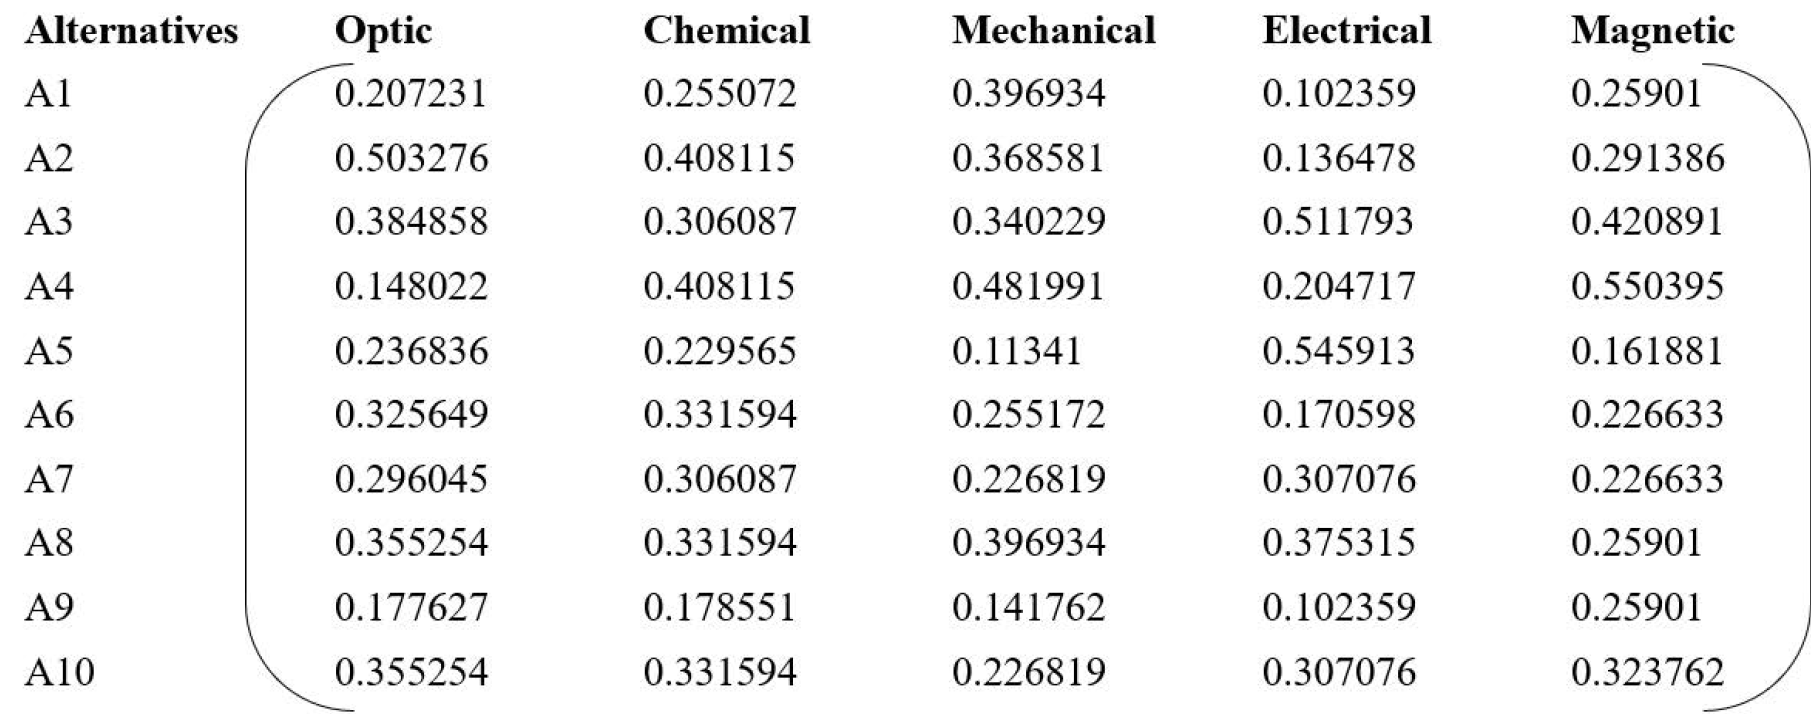 Alternatives Optic Chemical Mechanical Electrical Magnetic
A1 0.207231 0.255072 0.396934 0.102359 0.25901
A2 0.503276 0.408115 0.368581 0.136478 0.291386
A3 0.384858 0.306087 0.340229 0.511793 0.420891
A4 0.148022 0.408115 0.481991 0.204717 0.550395
A5 0.236836 0.229565 0.11341 0.545913 0.161881
A6 0.325649 0.331594 0.255172 0.170598 0.226633
A7 0.296045 0.306087 0.226819 0.307076 0.226633
A8 0.355254 0.331594 0.396934 0.375315 0.25901
A9 0.177627 0.178551 0.141762 0.102359 0.25901
A10 0.355254 0.331594 0.226819 0.307076 0.323762